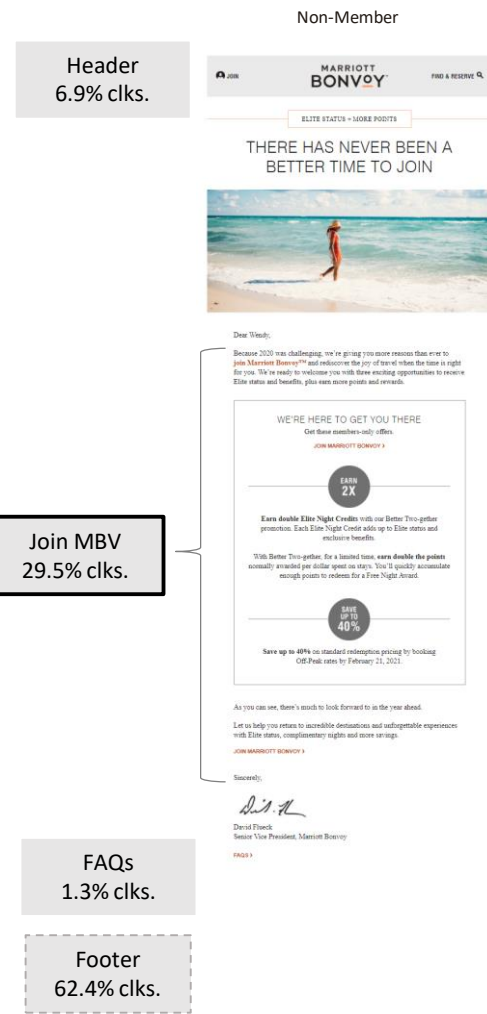 Non-Member
Header
6.9% clks.
JOIN
MARRIOTT
BONVOY
FIND & RESERVE
ELITE STATUS + MORE POINTS
THERE HAS NEVER BEEN A
BETTER TIME TO JOIN
Dear Wendy,
Because 2020 was challenging, we're giving you more reasons than ever to
join Marriott Bonvoy™ and rediscover the joy of travel when the time is right
for you. We're ready to welcome you with three exciting opportunities to receive
Elite status and benefits, plus earn more points and rewards.
WE'RE HERE TO GET YOU THERE
Get these members-only offers.
JOIN MARRIOTT BONVOY ›
EARN
2X
Earn double Elite Night Credits with our Better Two-gether
promotion. Each Elite Night Credit adds up to Elite status and
exclusive benefits.
With Better Two-gether, for a limited time, earn double the points
normally awarded per dollar spent on stays. You'll quickly accumulate
enough points to redeem for a Free Night Award.
Join MBV
29.5% clks.
SAVE
UP TO
40%
Save up to 40% on standard redemption pricing by booking
Off-Peak rates by February 21, 2021.
As you can see, there's much to look forward to in the year ahead.
Let us help you return to incredible destinations and unforgettable experiences
with Elite status, complimentary nights and more savings.
JOIN MARRIOTT BONVOY ›
Sincerely,
David Flueck
Senior Vice President, Marriott Bonvoy
FAQS ›
FAQs
1.3% clks.
Footer
62.4% clks.